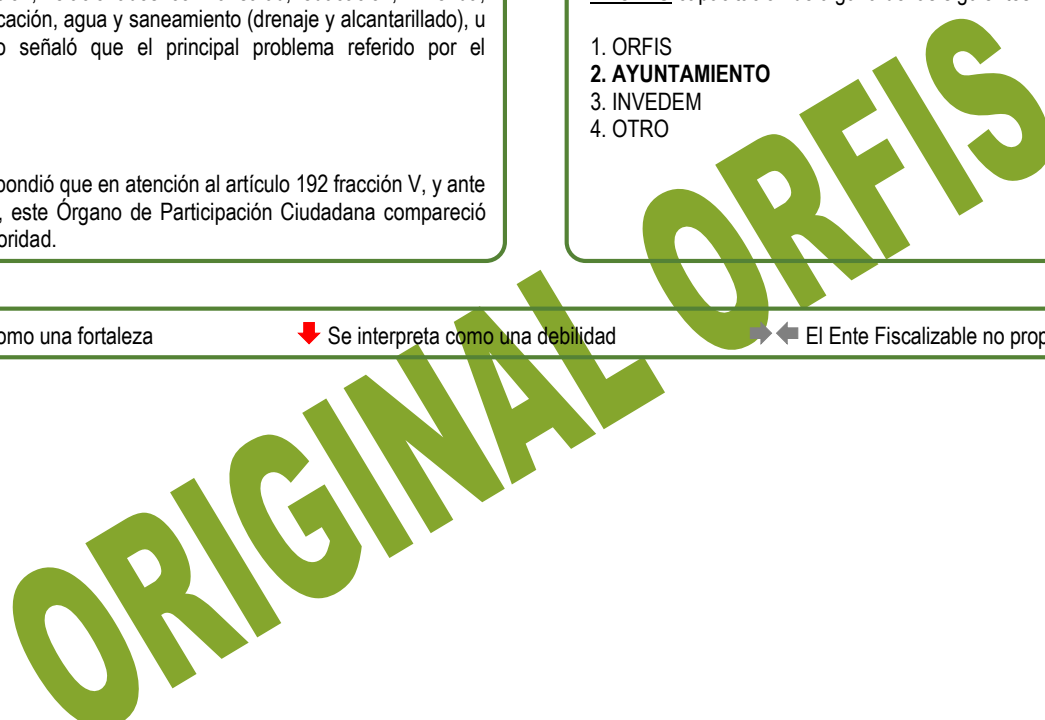 cación, agua y saneamiento (drenaje y alcantarillado), u
o señaló que el principal problema referido por el
pondió que en atención al artículo 192 fracción V, y ante
, este Órgano de Participación Ciudadana compareció
oridad.
1. ORFIS
2. AYUNTAMIENTO
3. INVEDEM
4. OTRO
omo una fortaleza
Se interpreta como una debilidad
El Ente Fiscalizable no prop
ORIGINAL ORFIS